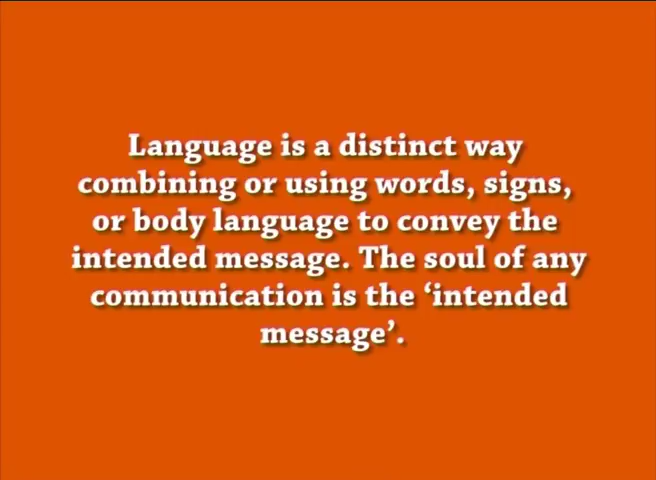 Language is a distinct way
combining or using words, signs,
or body language to convey the
intended message. The soul of any
communication is the ‘intended
message’.